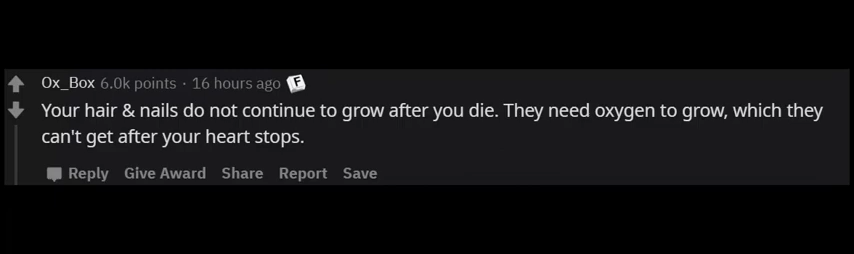 Ox_Box 6.0k points · 16 hours ago F
Your hair & nails do not continue to grow after you die. They need oxygen to grow, which they
can't get after your heart stops.
Reply Give Award Share Report Save